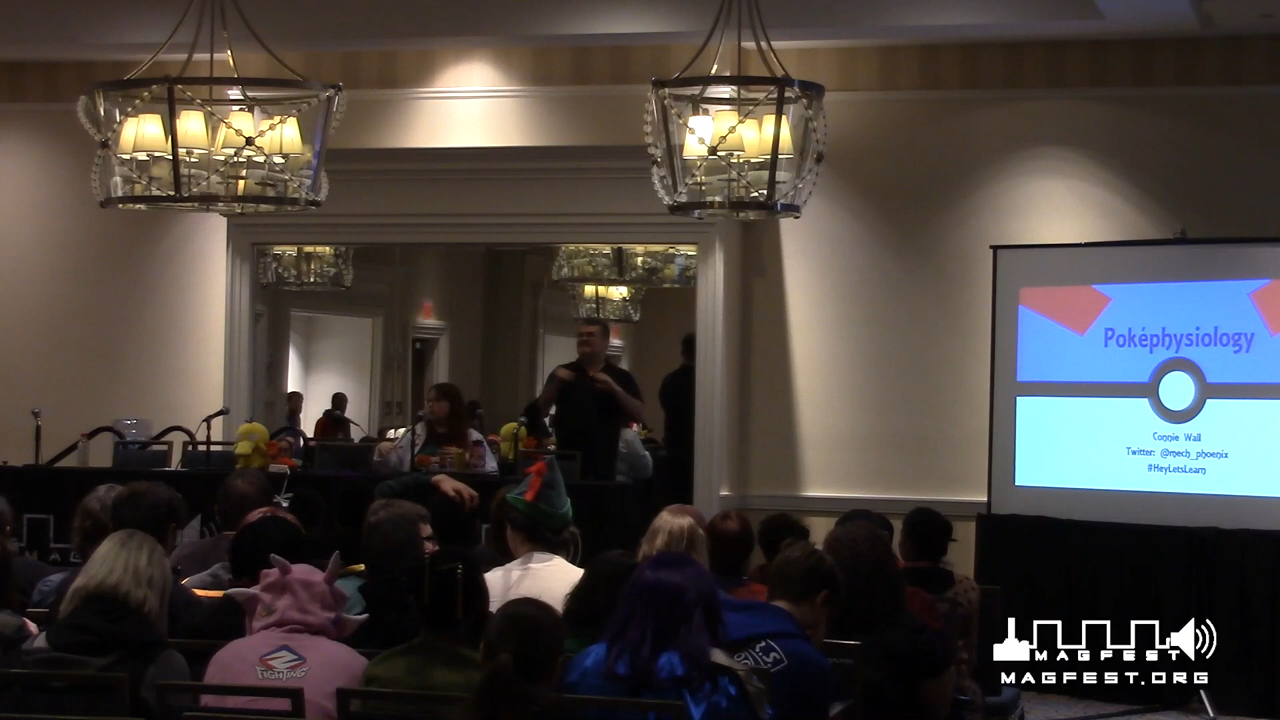 Poképhysiology
Connie Wall
Twitter: @mech_phoenix
#HeyLetsLearn
Z
FIGHTING
MAGFEST
MAGFEST.ORG